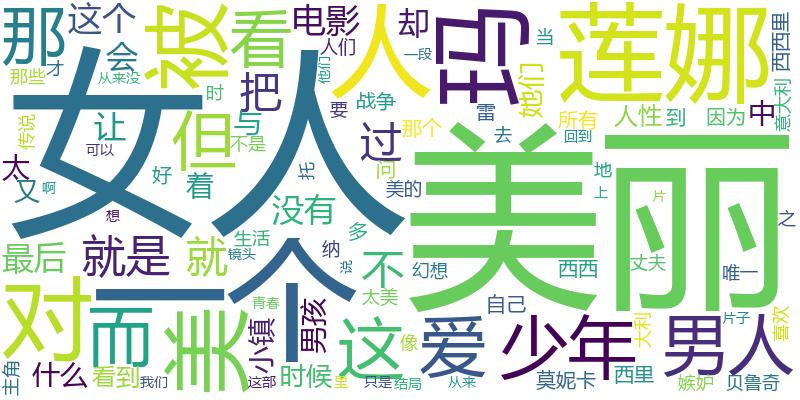 那
这个
会
被
看
电影
人们
人
却
一段
他们
当
玛
莲娜
西西里
那些
才
从来没
时
把
战争
要
雷
她们
女人
美丽
传说
让
但
与
不是
过
那个
去
所有
人性
到
因为
中
意大利
太
可以
又
啊
好
着
托
问
美的
回到
地
上
想
没有
多
片
之
最后
就是
就
生活
镜头
一个
纳
说
不
幻想
西西
丈夫
唯一
对
而
美
青春
小镇
男孩
太美
这
像
爱
自己
少年
大利
男人
片子
喜欢
主角
什么
看到
我们
这部
时候
里
只是
结局
从来
莫妮卡
西里
嫉妒
贝鲁奇